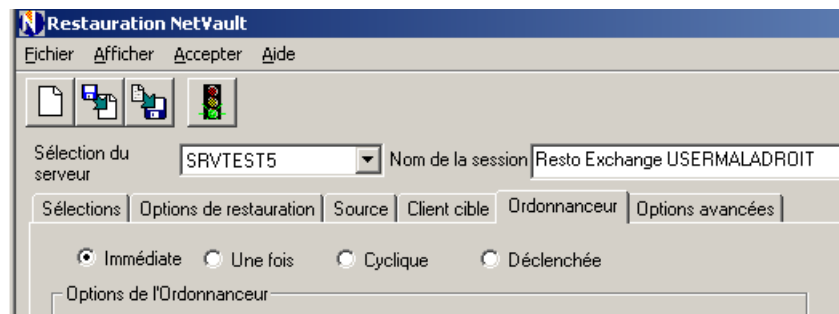 Restauration NetVault
Fichier Afficher Accepter Aide
Sélection du serveur
SRVTEST5
Nom de la session Resto Exchange USERMALADROIT
Sélections Options de restauration Source Client cible Ordonnanceur Options avancées
Immédiate Une fois Cyclique Déclenchée
Options de l'Ordonnanceur